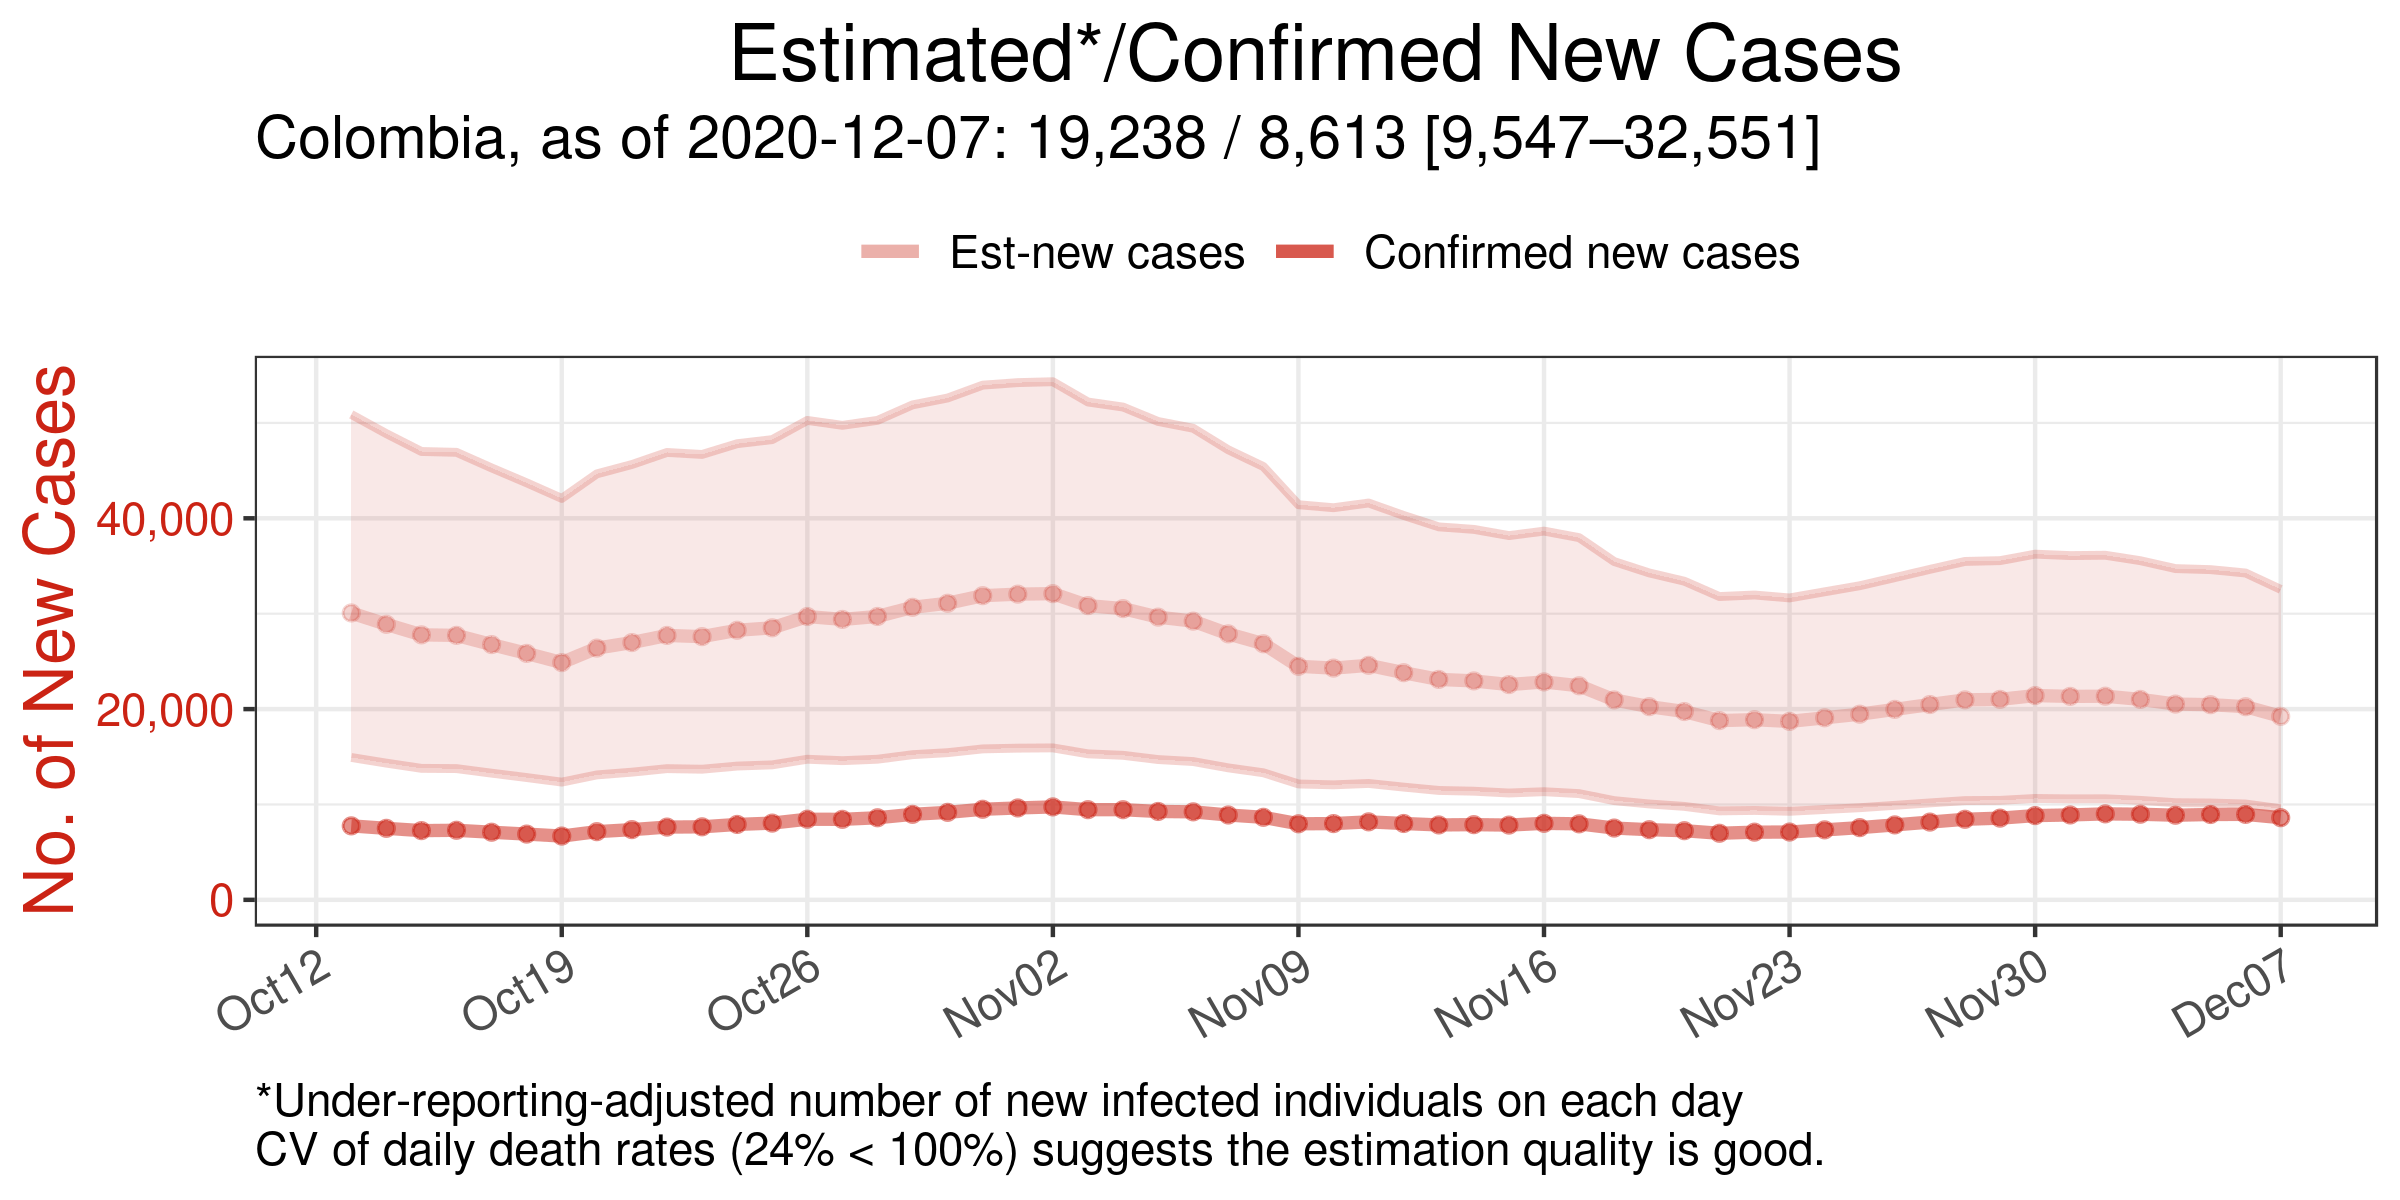 Estimated*/Confirmed New Cases
Colombia, as of 2020-12-07: 19,238 / 8,613 [9,547–32,551]
Est-new cases
Confirmed new cases
No. of New Cases
40,000
20,000
0
Oct12
Oct19
Oct26
Nov02
Nov09
Nov16
Nov23
Nov30
Dec07
*Under-reporting-adjusted number of new infected individuals on each day
CV of daily death rates (24% < 100%) suggests the estimation quality is good.